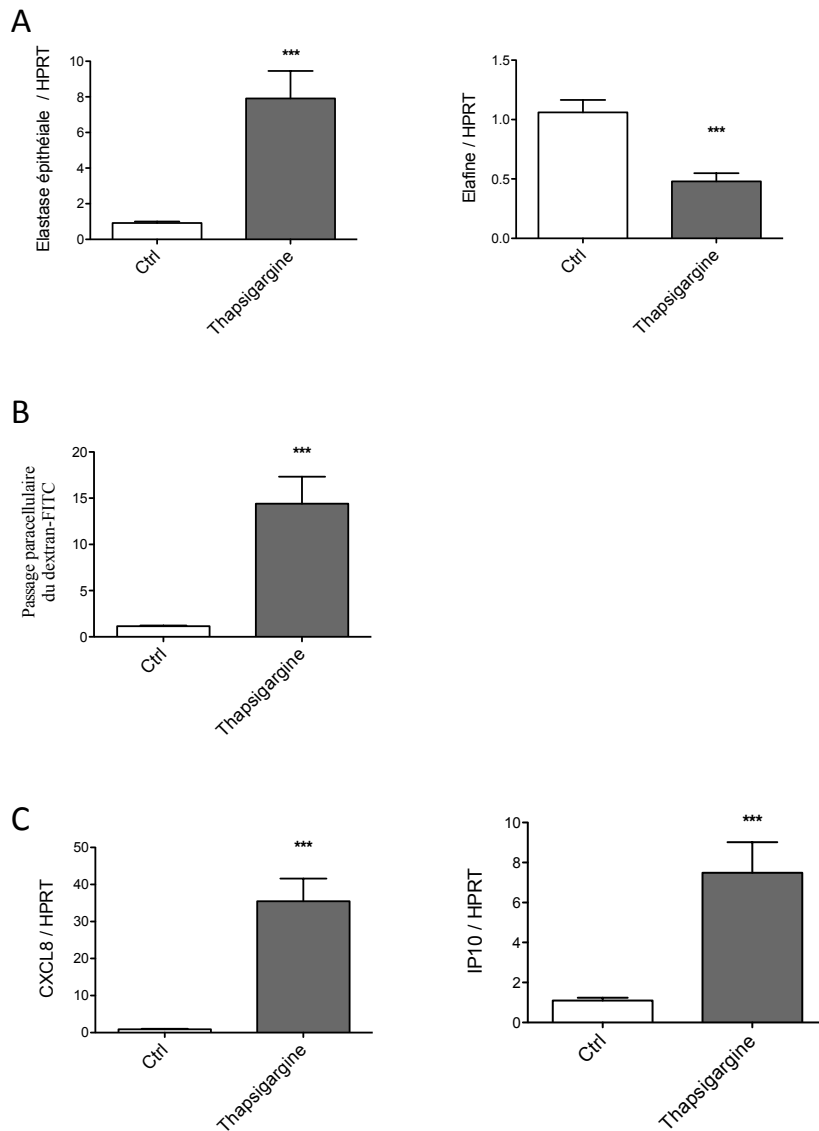 A
Elastase épithéiale / HPRT
10
8
6
4
2
0
***
Ctrl
Thapsigargine
Elafine / HPRT
1.5
1.0
0.5
0.0
***
Ctrl
Thapsigargine
B
Passage paracellulaire
du dextran-FITC
20
15
10
5
0
***
Ctrl
Thapsigargine
C
CXCL8 / HPRT
50
40
30
20
10
0
***
Ctrl
Thapsigargine
IP10 / HPRT
10
8
6
4
2
0
***
Ctrl
Thapsigargine